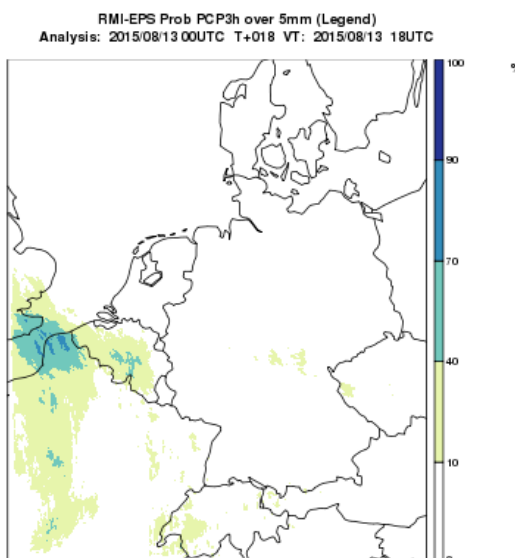 RMI-EPS Prob PCP3h over 5mm (Legend)
Analysis: 2015/08/13 00UTC T+018 VT: 2015/08/13 18UTC
100
90
70
40
10